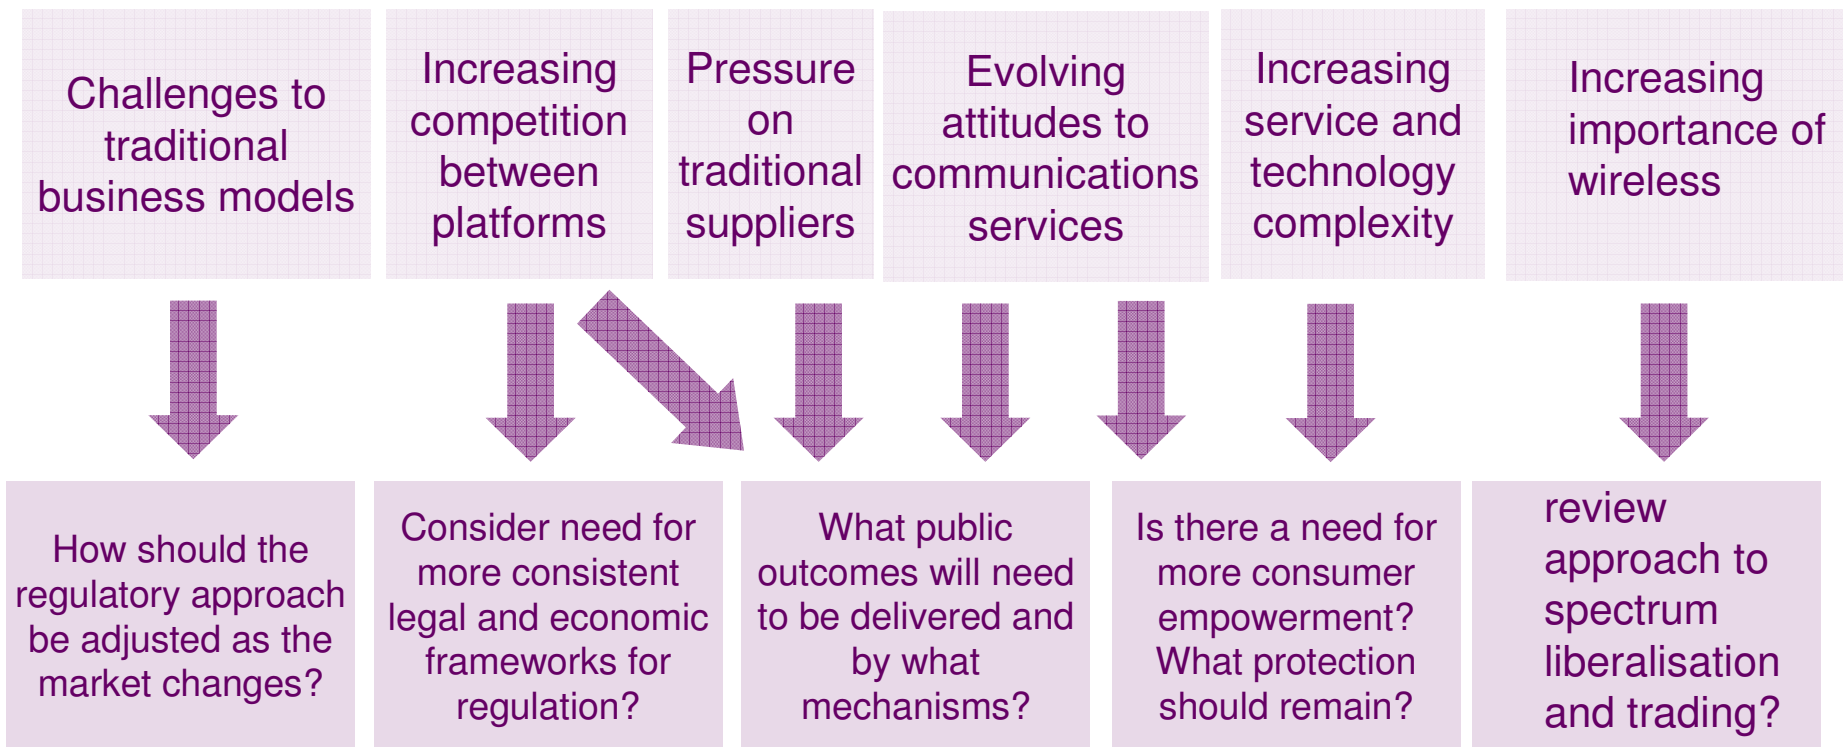 Challenges to
traditional
business models
Increasing
competition
between
platforms
Pressure
on
traditional
suppliers
Evolving
attitudes to
communications
services
Increasing
service and
technology
complexity
Increasing
importance of
wireless
How should the
regulatory approach
be adjusted as the
market changes?
Consider need for
more consistent
legal and economic
frameworks for
regulation?
What public
outcomes will need
to be delivered and
by what
mechanisms?
Is there a need for
more consumer
empowerment?
What protection
should remain?
review
approach to
spectrum
liberalisation
and trading?